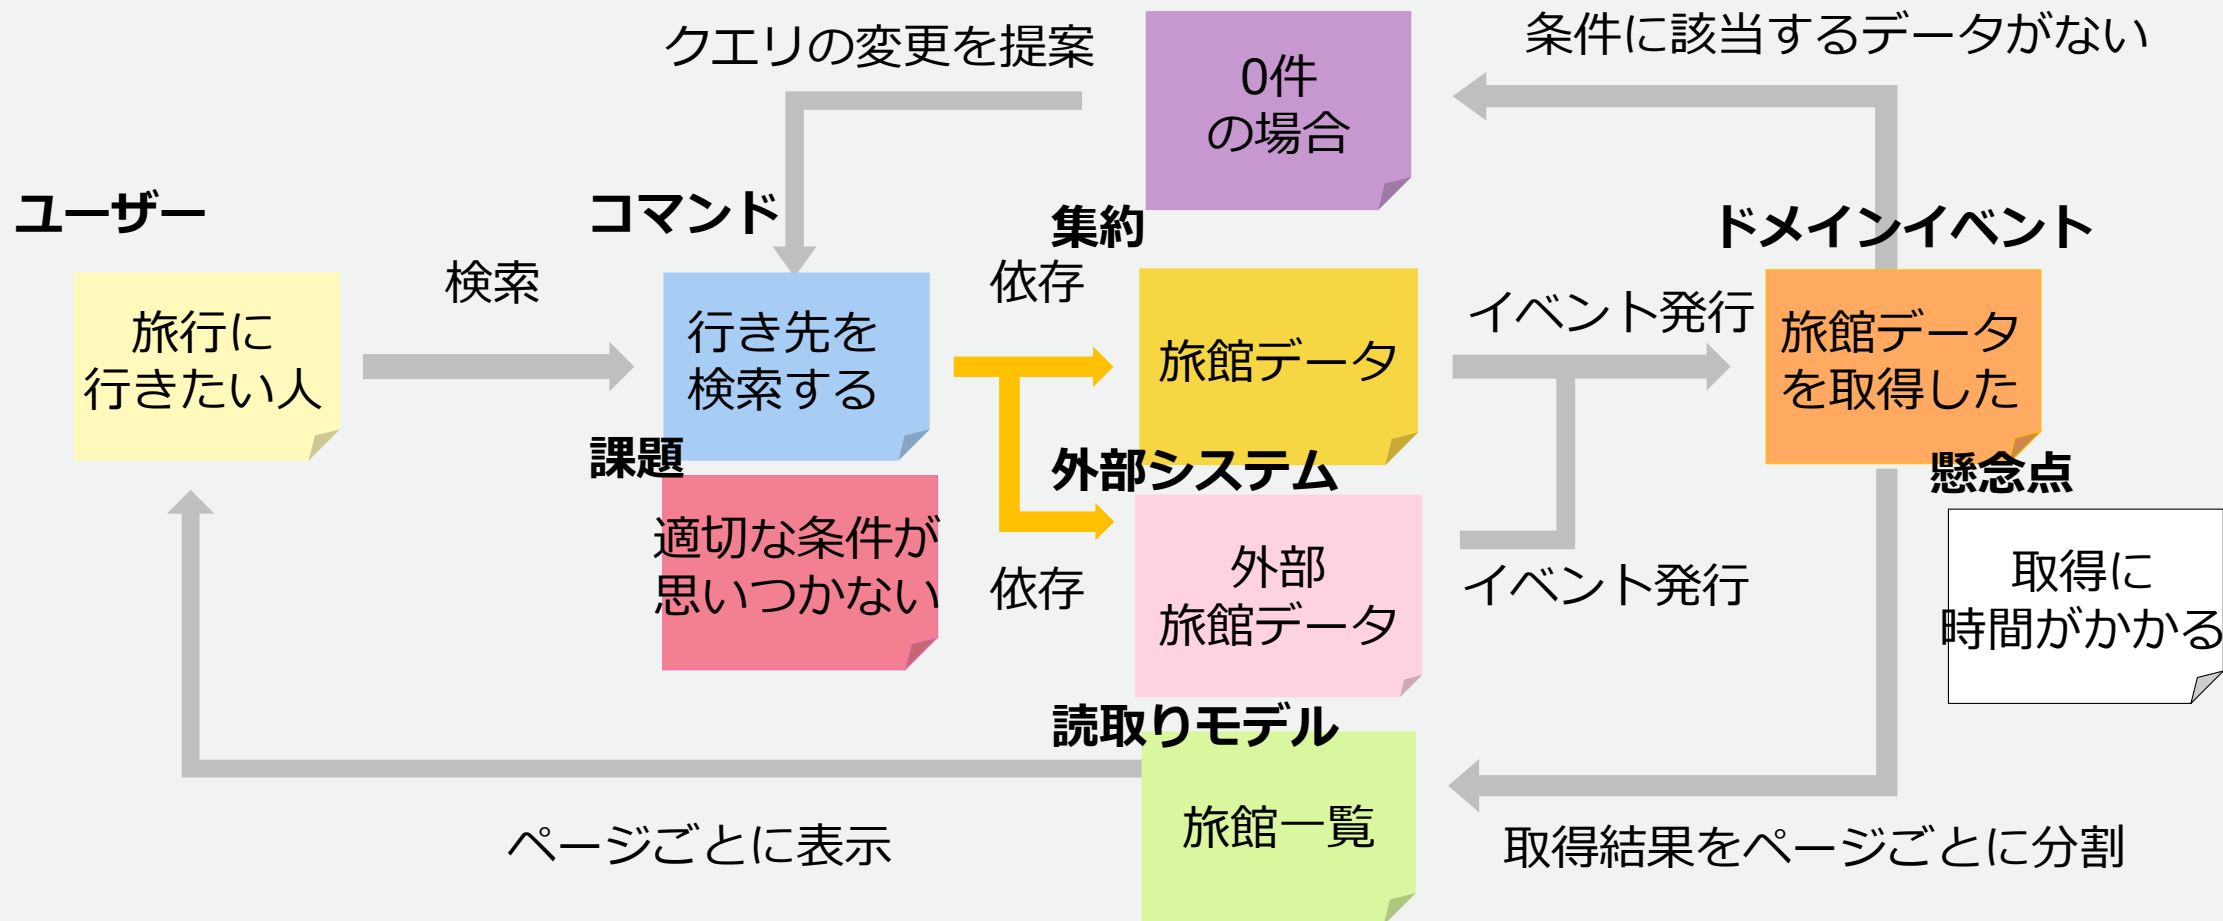 クエリの変更を提案
0件
の場合
条件に該当するデータがない
ユーザー
コマンド
集約
ドメインイベント
旅行に
行きたい人
検索
行き先を
検索する
依存
旅館データ
イベント発行
旅館データ
を取得した
課題
適切な条件が
思いつかない
依存
外部システム
外部
旅館データ
イベント発行
懸念点
取得に
時間がかかる
読取りモデル
旅館一覧
ページごとに表示
取得結果をページごとに分割